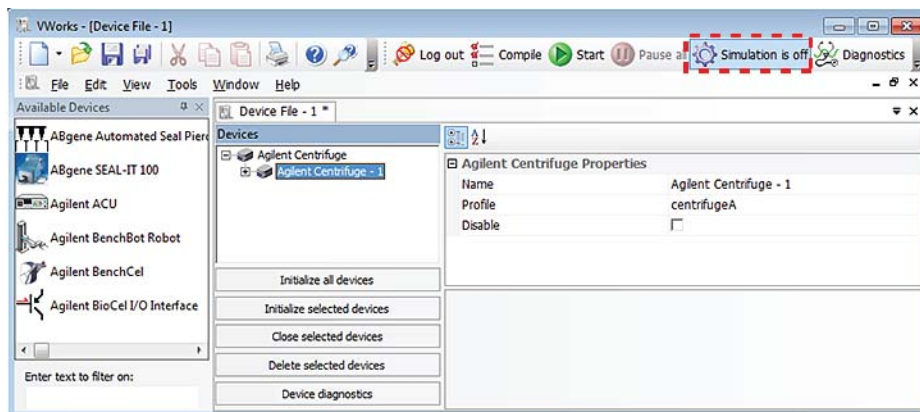 VWorks - [Device File - 1]
Log out Compile Start Pause all Simulation is off Diagnostics
File Edit View Tools Window Help
Available Devices
Device File - 1 *
ABgene Automated Seal Pierc
ABgene SEAL-IT 100
Agilent ACU
Agilent BenchBot Robot
Agilent BenchCel
Agilent BioCel I/O Interface
Enter text to filter on:
Devices
Agilent Centrifuge
Agilent Centrifuge - 1
Initialize all devices
Initialize selected devices
Close selected devices
Delete selected devices
Device diagnostics
Agilent Centrifuge Properties
Name Agilent Centrifuge - 1
Profile centrifugeA
Disable